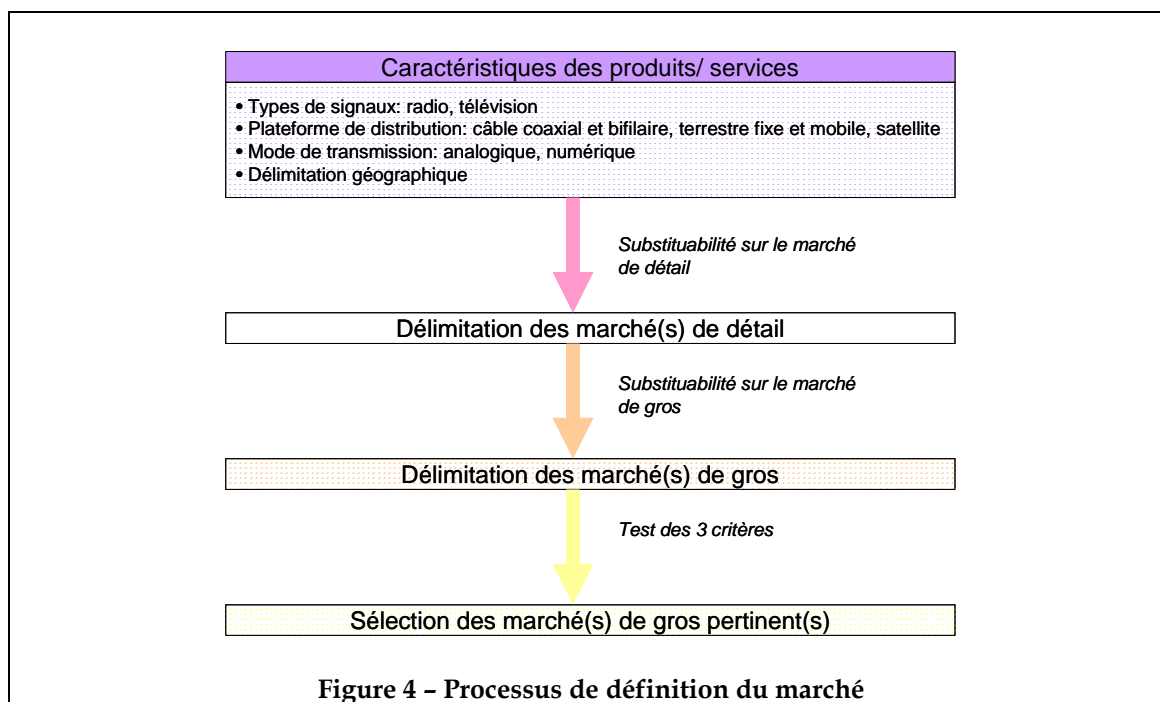 Caractéristiques des produits/ services
• Types de signaux: radio, télévision
• Plateforme de distribution: câble coaxial et bifilaire, terrestre fixe et mobile, satellite
• Mode de transmission: analogique, numérique
• Délimitation géographique
Substituabilité sur le marché
de détail
Délimitation des marché(s) de détail
Substituabilité sur le marché
de gros
Délimitation des marché(s) de gros
Test des 3 critères
Sélection des marché(s) de gros pertinent(s)
Figure 4 – Processus de définition du marché